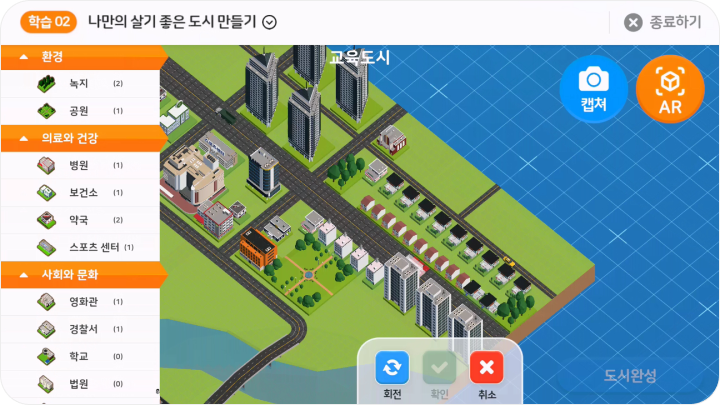 학습 02 나만의 살기 좋은 도시 만들기
종료하기
환경
녹지 (2)
공원 (1)
의료와 건강
병원 (1)
보건소 (1)
약국 (2)
스포츠 센터 (1)
사회와 문화
영화관 (1)
경찰서 (1)
학교 (0)
법원 (0)
교육도시
캡쳐
AR
회전
확인
취소
도시완성